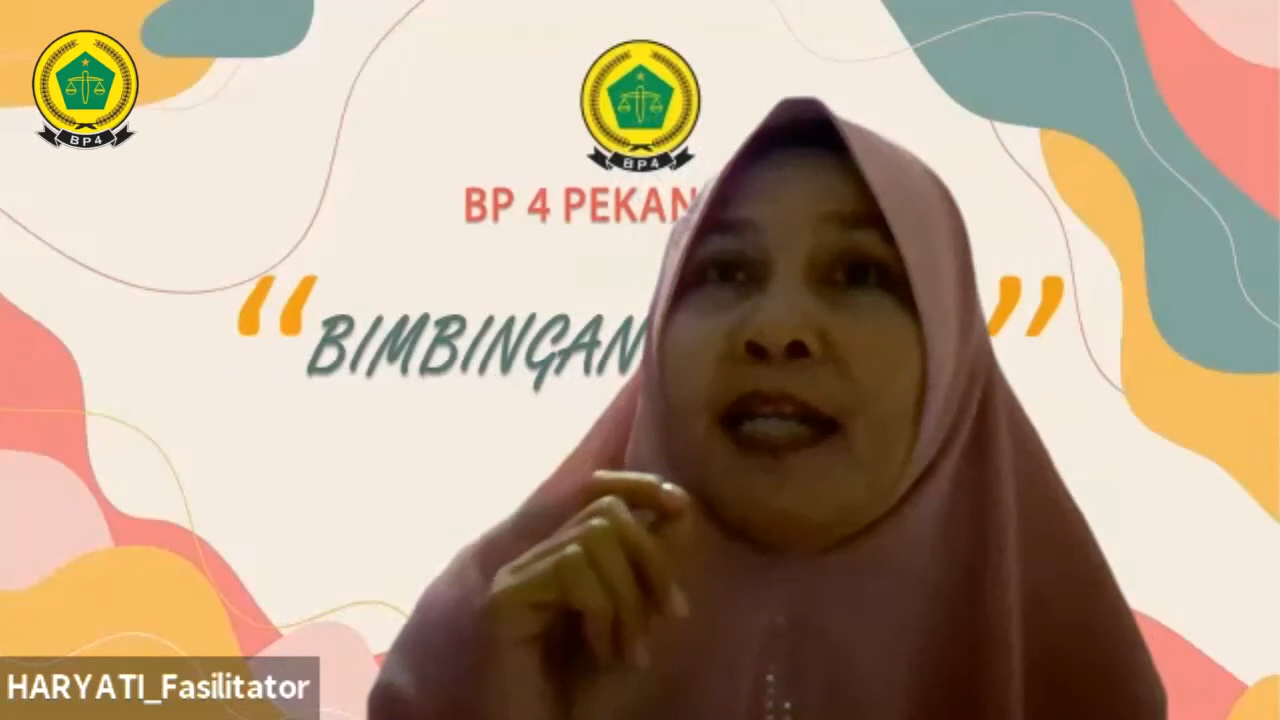 BP4
BP4
BP 4 PEKAN
“BIMBINGAN ”
HARYATI_Fasilitator